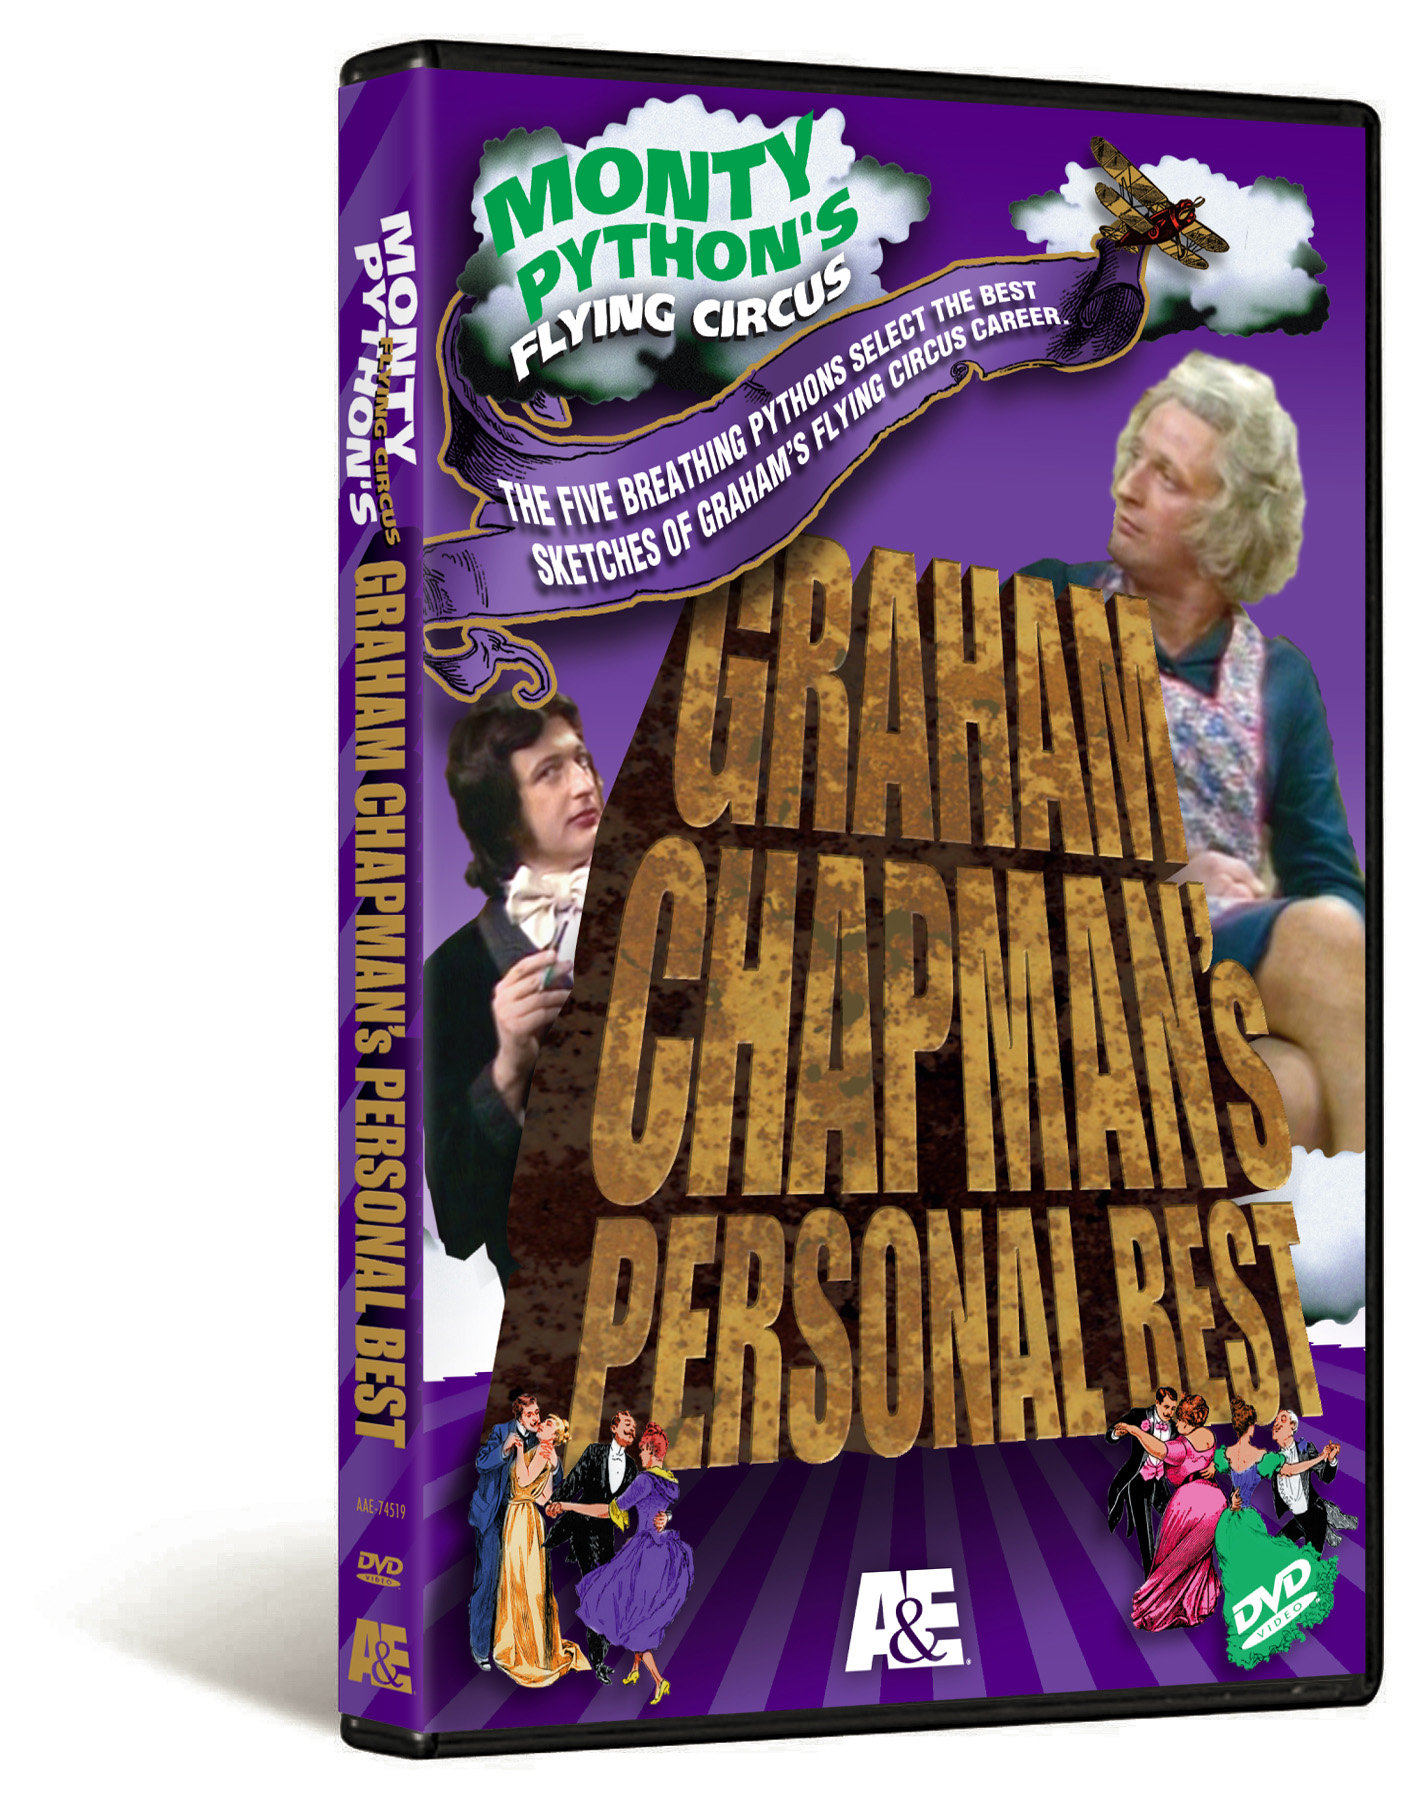 MONTY
PYTHON'S
FLYING CIRCUS
THE FIVE BREATHING PYTHONS SELECT THE BEST
SKETCHES OF GRAHAM'S FLYING CIRCUS CAREER.
GRAHAM
CHAPMAN's
PERSONAL BEST
A&E
DVD
VIDEO
MONTY
PYTHON'S
FLYING CIRCUS
GRAHAM CHAPMAN's PERSONAL BEST
AAE-74519
DVD
VIDEO
A&E